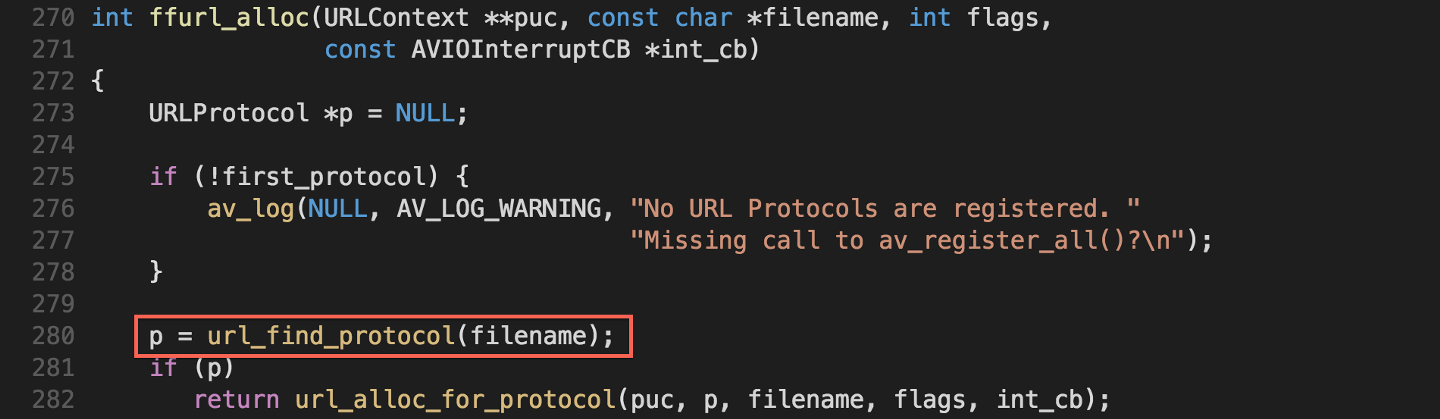 270 int ffurl_alloc(URLContext **puc, const char *filename, int flags,
271                 const AVIOInterruptCB *int_cb)
272 {
273     URLProtocol *p = NULL;
274
275     if (!first_protocol) {
276         av_log(NULL, AV_LOG_WARNING, "No URL Protocols are registered. "
277                                      "Missing call to av_register_all()?\n");
278     }
279
280     p = url_find_protocol(filename);
281     if (p)
282        return url_alloc_for_protocol(puc, p, filename, flags, int_cb);